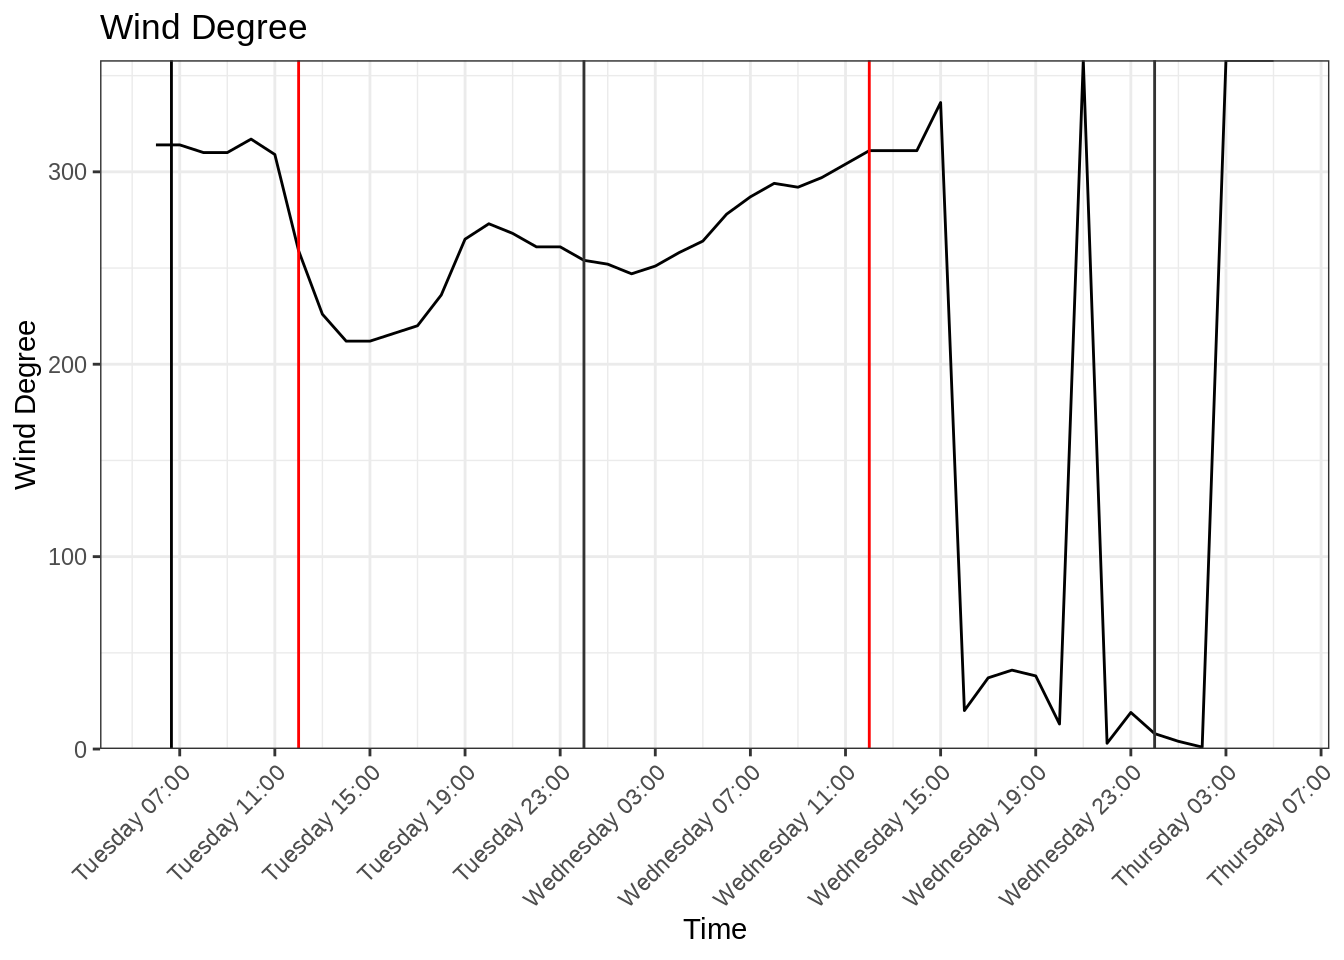 Wind Degree
Wind Degree
300
200
100
0
Tuesday 07:00
Tuesday 11:00
Tuesday 15:00
Tuesday 19:00
Tuesday 23:00
Wednesday 03:00
Wednesday 07:00
Wednesday 11:00
Wednesday 15:00
Wednesday 19:00
Wednesday 23:00
Thursday 03:00
Thursday 07:00
Time